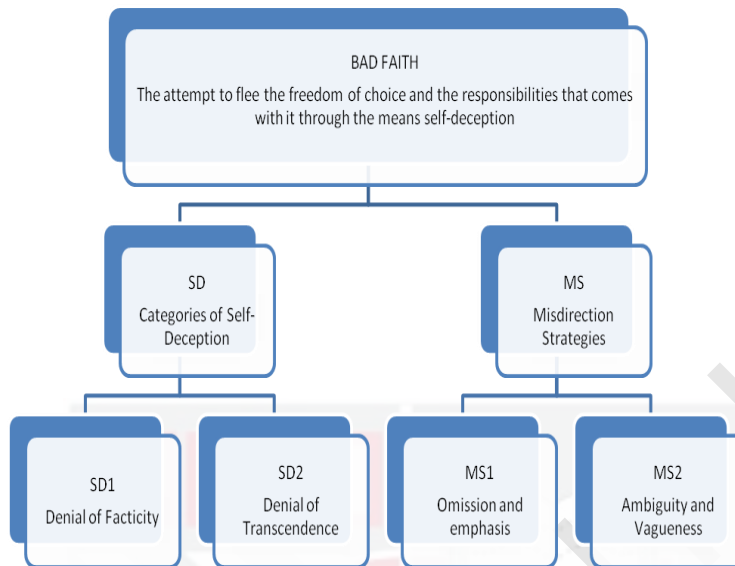 BAD FAITH
The attempt to flee the freedom of choice and the responsibilities that comes
with it through the means self-deception
SD
Categories of Self-
Deception
MS
Misdirection
Strategies
SD1
Denial of Facticity
SD2
Denial of
Transcendence
MS1
Omission and
emphasis
MS2
Ambiguity and
Vagueness